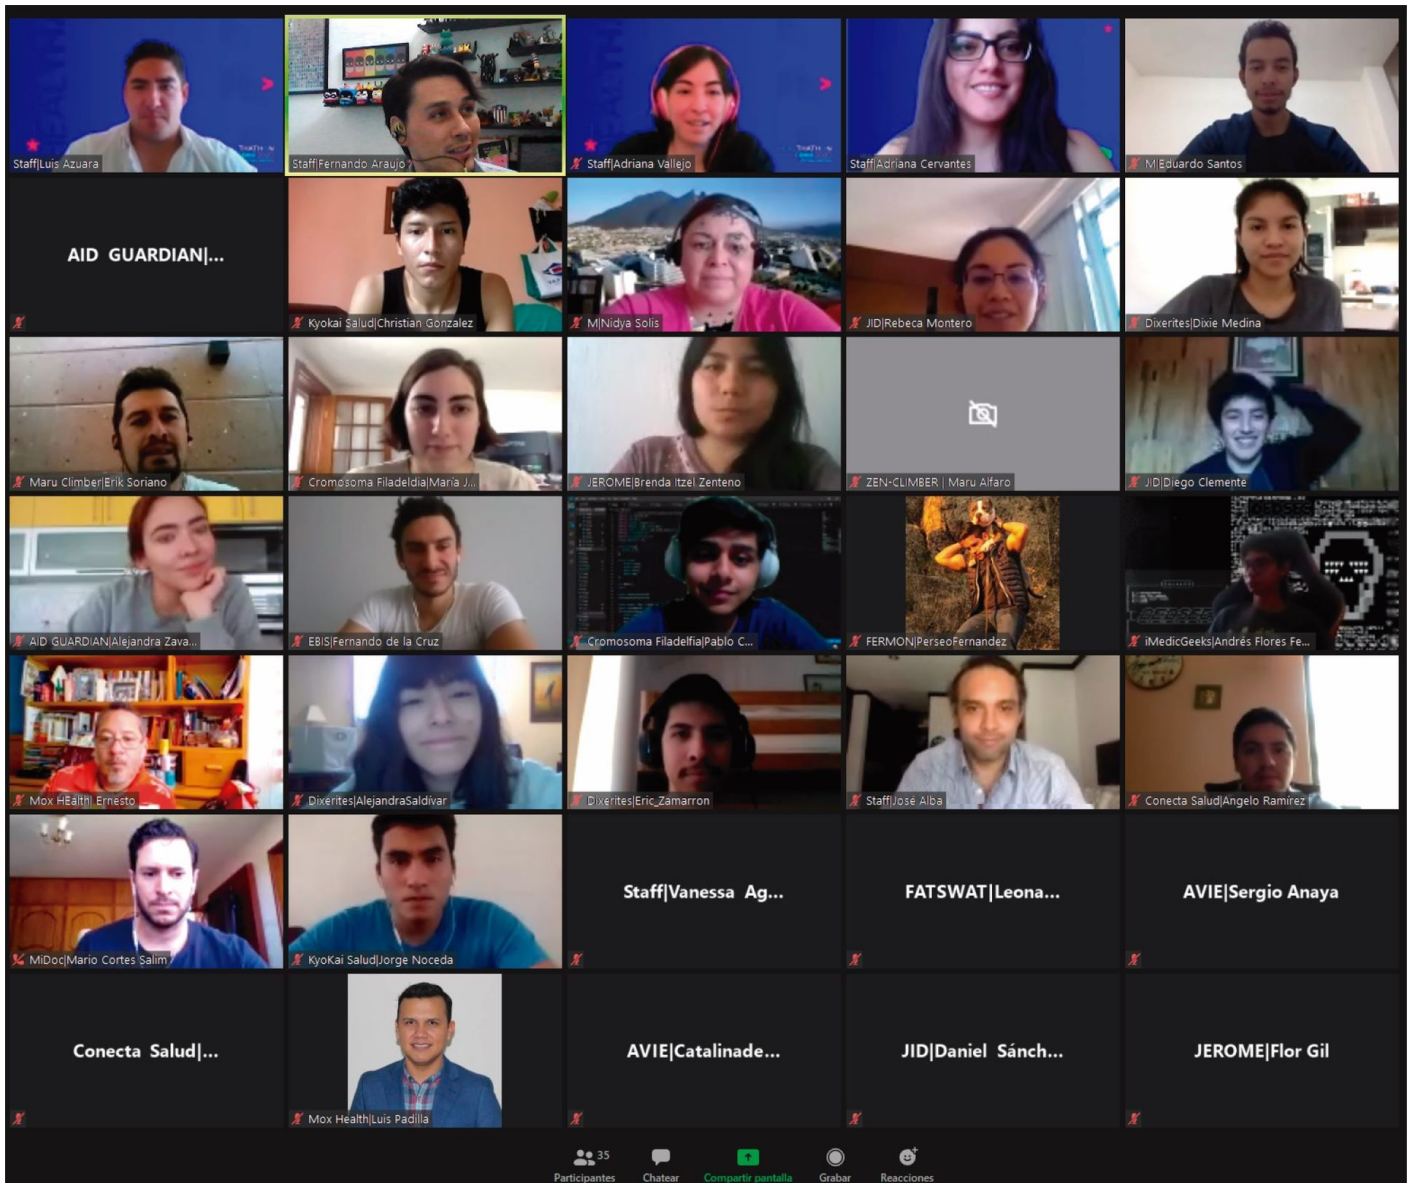 Staff|Luis Azuara
Staff|Fernando Araujo
Staff|Adriana Vallejo
Staff|Adriana Cervantes
M|Eduardo Santos
AID GUARDIAN|...
Kyokai Salud|Christian Gonzalez
M|Nidya Solis
JID|Rebeca Montero
Dixerites|Dixie Medina
Maru Climber|Erik Soriano
Cromosoma Filadeldia|María J...
JEROME|Brenda Itzel Zenteno
ZEN-CLIMBER | Maru Alfaro
JID|Diego Clemente
AID GUARDIAN|Alejandra Zava...
EBIS|Fernando de la Cruz
Cromosoma Filadelfia|Pablo C...
FERMON|PerseoFernandez
DEDSEC
iMedicGeeks|Andrés Flores Fe...
Mox HEalth| Ernesto
Dixerites|AlejandraSaldívar
Dixerites|Eric_Zamarron
Staff|José Alba
Conecta Salud|Angelo Ramírez
MiDoc|Mario Cortes Salim
KyoKai Salud|Jorge Noceda
Staff|Vanessa Ag...
FATSWAT|Leona...
AVIE|Sergio Anaya
Conecta Salud|...
Mox Health|Luis Padilla
AVIE|Catalinade...
JID|Daniel Sánch...
JEROME|Flor Gil
35
Participantes
Chatear
Compartir pantalla
Grabar
Reacciones